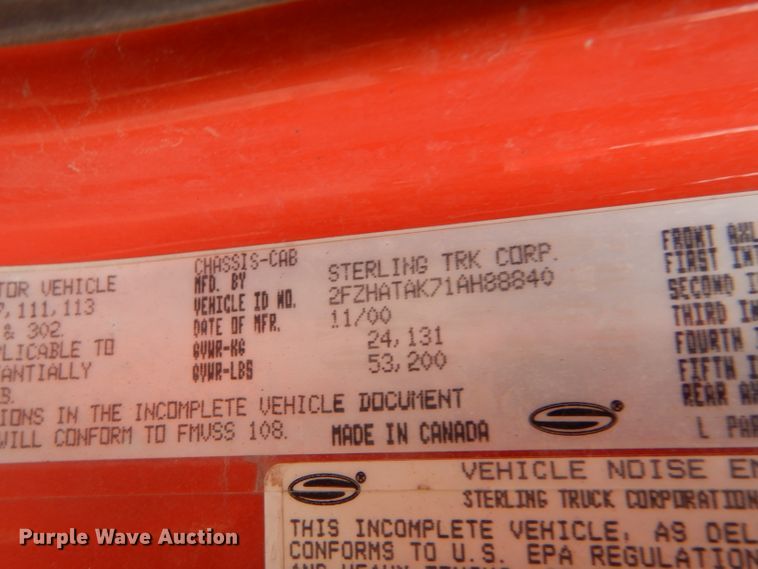 TOR VEHICLE
7, 111, 113
& 302.
PLICABLE TO
ANTIALLY
B.
IONS IN THE INCOMPLETE VEHICLE DOCUMENT
WILL CONFORM TO FMVSS 108. MADE IN CANADA
CHASSIS-CAB
MFD. BY STERLING TRK CORP.
VEHICLE ID NO. 2FZHATAK71AH88840
DATE OF MFR. 11/00
GVWR-KG 24,131
GVWR-LBS 53,200
FRONT AXL
FIRST INT
SECOND I
THIRD IN
FOURTH I
FIFTH I
REAR AX
L PAR
VEHICLE NOISE EM
STERLING TRUCK CORPORATION
THIS INCOMPLETE VEHICLE, AS DEL
CONFORMS TO U.S. EPA REGULATION
Purple Wave Auction